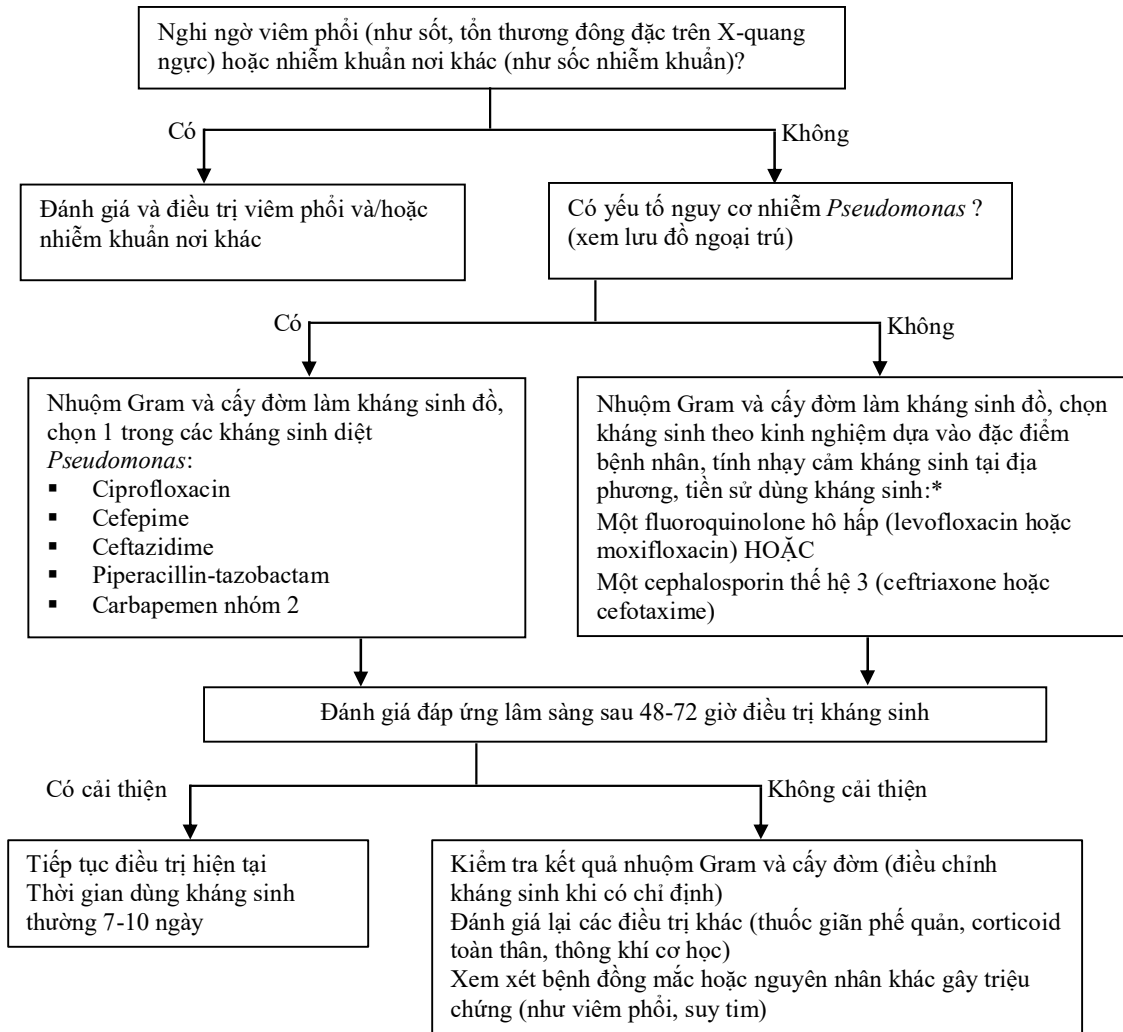 Nghi ngờ viêm phổi (như sốt, tổn thương đông đặc trên X-quang
ngực) hoặc nhiễm khuẩn nơi khác (như sốc nhiễm khuẩn)?
Có
Không
Đánh giá và điều trị viêm phổi và/hoặc
nhiễm khuẩn nơi khác
Có yếu tố nguy cơ nhiễm Pseudomonas ?
(xem lưu đồ ngoại trú)
Có
Không
Nhuộm Gram và cấy đờm làm kháng sinh đồ,
chọn 1 trong các kháng sinh diệt
Pseudomonas:
▪ Ciprofloxacin
▪ Cefepime
▪ Ceftazidime
▪ Piperacillin-tazobactam
▪ Carbapemen nhóm 2
Nhuộm Gram và cấy đờm làm kháng sinh đồ, chọn
kháng sinh theo kinh nghiệm dựa vào đặc điểm
bệnh nhân, tính nhạy cảm kháng sinh tại địa
phương, tiền sử dùng kháng sinh:*
Một fluoroquinolone hô hấp (levofloxacin hoặc
moxifloxacin) HOẶC
Một cephalosporin thế hệ 3 (ceftriaxone hoặc
cefotaxime)
Đánh giá đáp ứng lâm sàng sau 48-72 giờ điều trị kháng sinh
Có cải thiện
Không cải thiện
Tiếp tục điều trị hiện tại
Thời gian dùng kháng sinh
thường 7-10 ngày
Kiểm tra kết quả nhuộm Gram và cấy đờm (điều chỉnh
kháng sinh khi có chỉ định)
Đánh giá lại các điều trị khác (thuốc giãn phế quản, corticoid
toàn thân, thông khí cơ học)
Xem xét bệnh đồng mắc hoặc nguyên nhân khác gây triệu
chứng (như viêm phổi, suy tim)